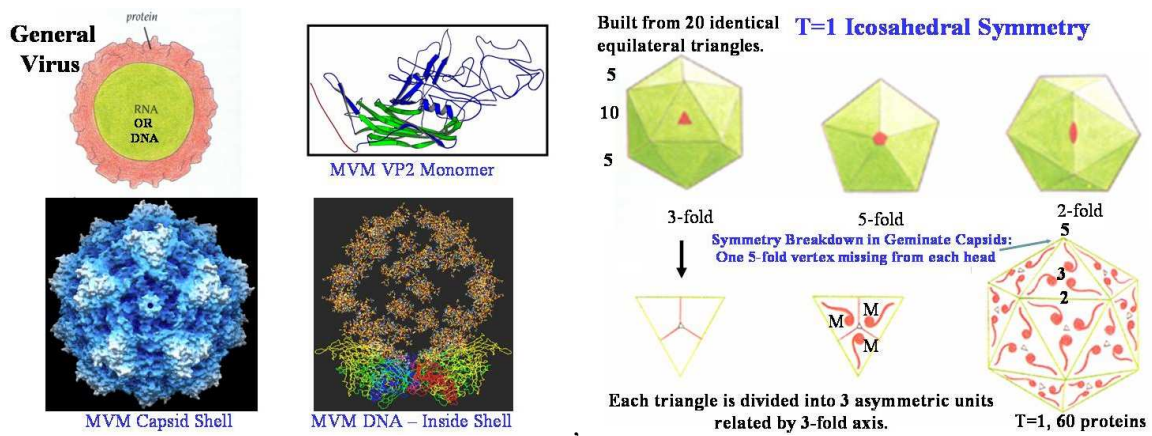 General
Virus
protein
RNA
OR
DNA
MVM VP2 Monomer
MVM Capsid Shell
MVM DNA – Inside Shell
Built from 20 identical
equilateral triangles.
T=1 Icosahedral Symmetry
5
10
5
3-fold
5-fold
2-fold
Symmetry Breakdown in Geminate Capsids:
One 5-fold vertex missing from each head
5
3
2
M M
M
Each triangle is divided into 3 asymmetric units
related by 3-fold axis.
T=1, 60 proteins